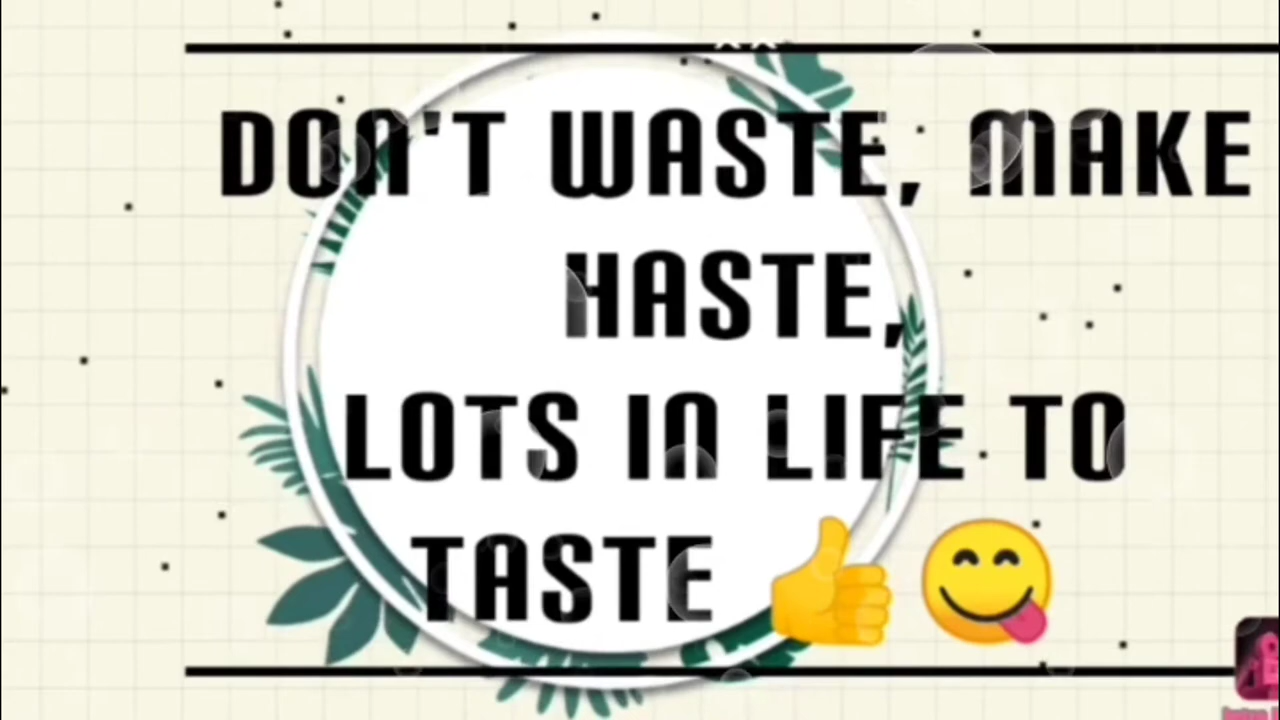 DON'T WASTE, MAKE
HASTE,
LOTS IN LIFE TO
TASTE 👍 😋